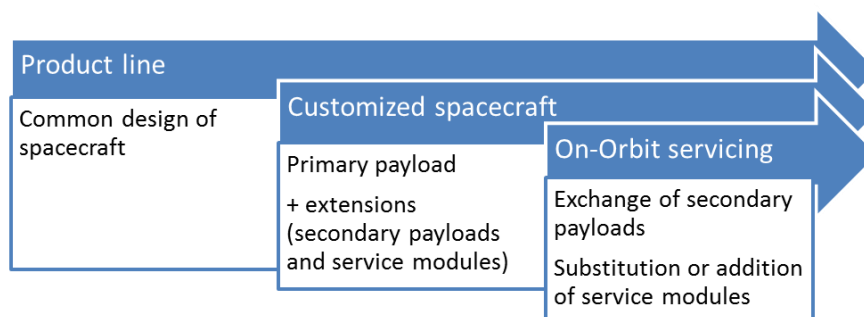 Product line
Common design of
spacecraft
Customized spacecraft
Primary payload
+ extensions
(secondary payloads
and service modules)
On-Orbit servicing
Exchange of secondary
payloads
Substitution or addition
of service modules